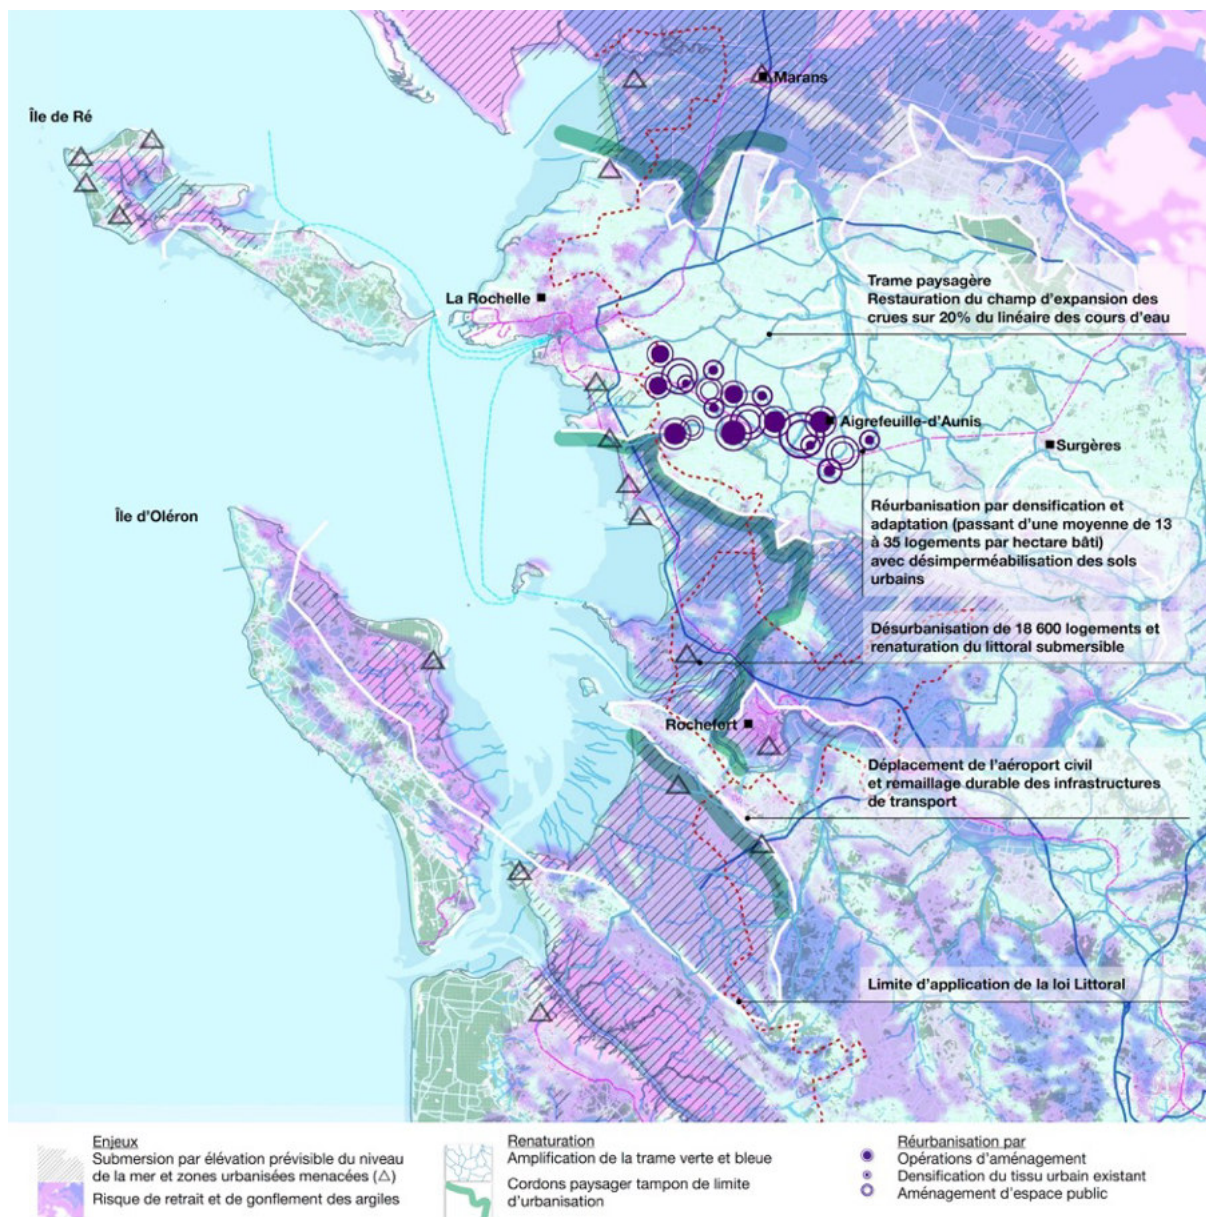 Marans
Île de Ré
Trame paysagère
Restauration du champ d'expansion des
crues sur 20% du linéaire des cours d'eau
La Rochelle
Aigrefeuille-d'Aunis
Surgères
Île d'Oléron
Réurbanisation par densification et
adaptation (passant d'une moyenne de 13
à 35 logements par hectare bâti)
avec désimperméabilisation des sols
urbains
Désurbanisation de 18 600 logements et
renaturation du littoral submersible
Rochefort
Déplacement de l'aéroport civil
et remaillage durable des infrastructures
de transport
Limite d'application de la loi Littoral
Enjeux
Submersion par élévation prévisible du niveau
de la mer et zones urbanisées menacées (△)
Risque de retrait et de gonflement des argiles
Renaturation
Amplification de la trame verte et bleue
Cordons paysager tampon de limite
d'urbanisation
Réurbanisation par
Opérations d'aménagement
Densification du tissu urbain existant
Aménagement d'espace public